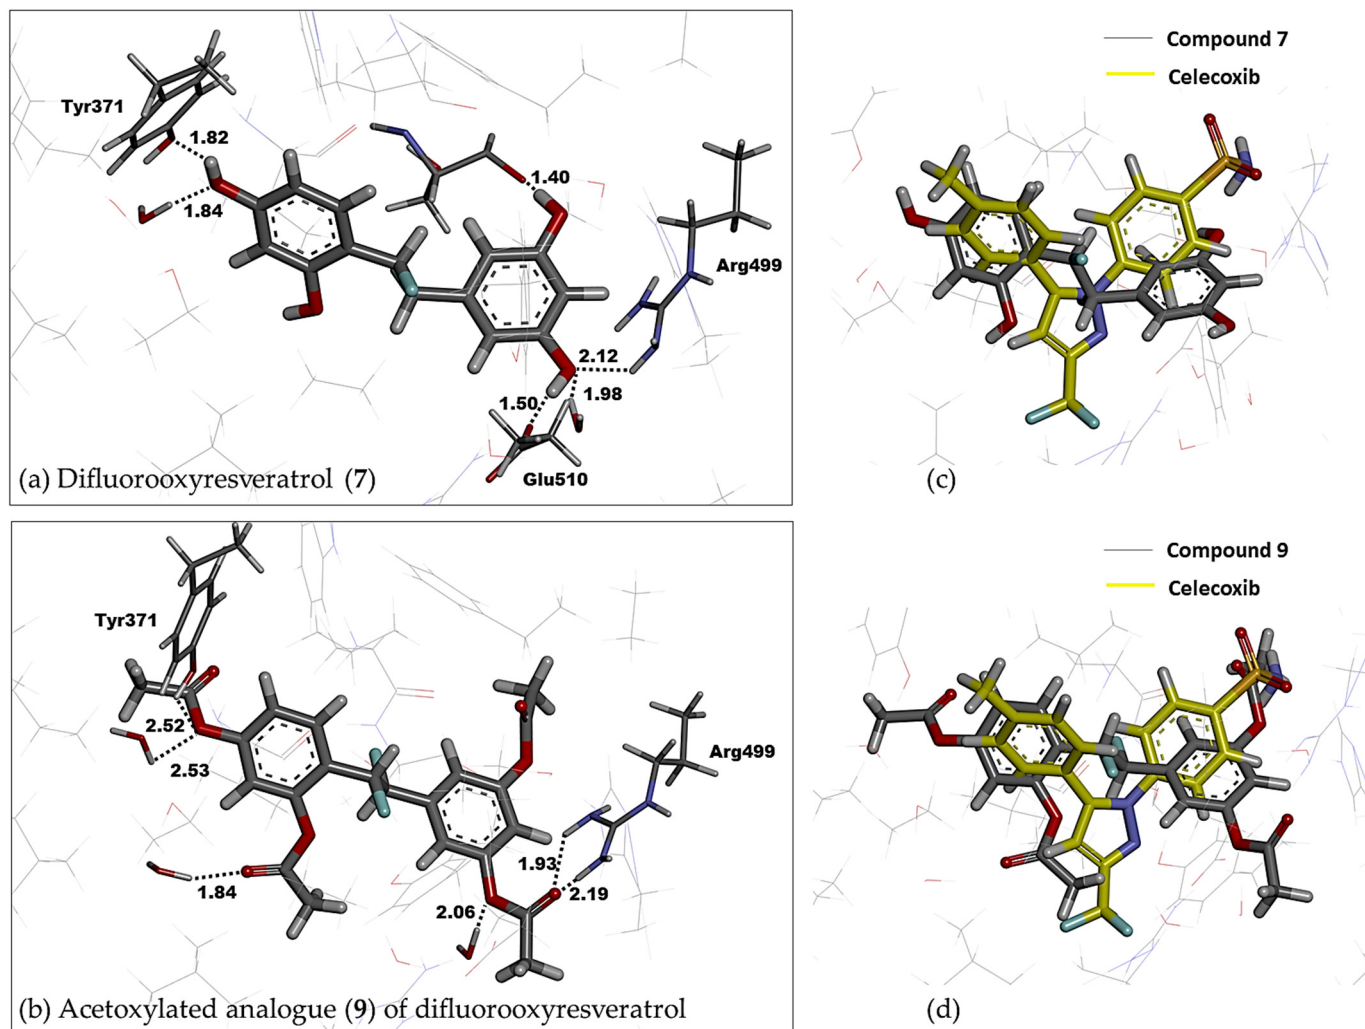 Tyr371
1.82
1.84
1.40
Arg499
2.12
1.98
1.50
Glu510
(a) Difluorooxyresveratrol (7)
Compound 7
Celecoxib
(c)
Tyr371
2.52
2.53
1.84
Arg499
1.93
2.19
2.06
(b) Acetoxylated analogue (9) of difluorooxyresveratrol
Compound 9
Celecoxib
(d)